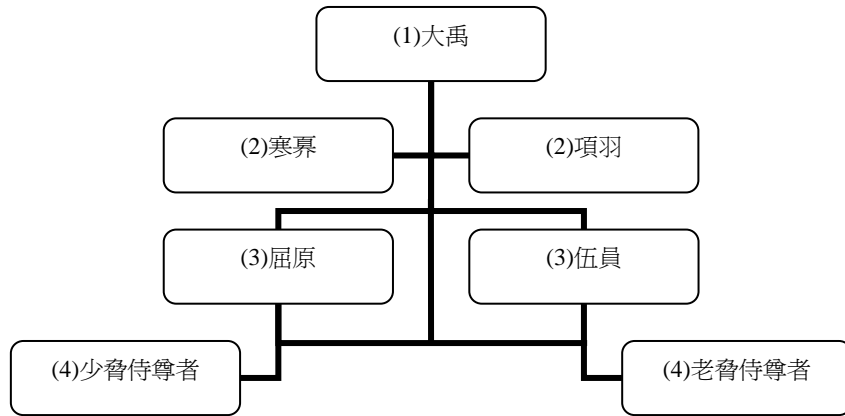 (1)大禹
(2)寒奡
(2)項羽
(3)屈原
(3)伍員
(4)少脅侍尊者
(4)老脅侍尊者